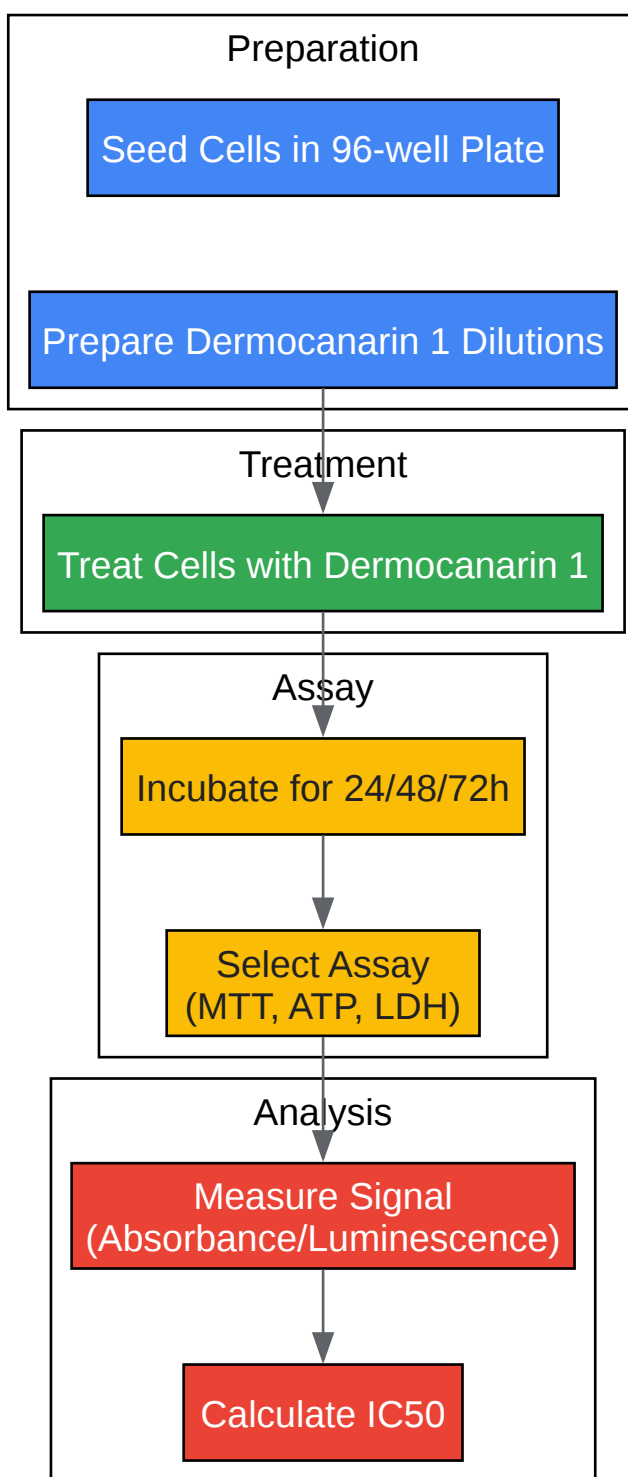 Preparation
Seed Cells in 96-well Plate
Prepare Dermocanarin 1 Dilutions
Treatment
Treat Cells with Dermocanarin 1
Assay
Incubate for 24/48/72h
Select Assay
(MTT, ATP, LDH)
Analysis
Measure Signal
(Absorbance/Luminescence)
Calculate IC50